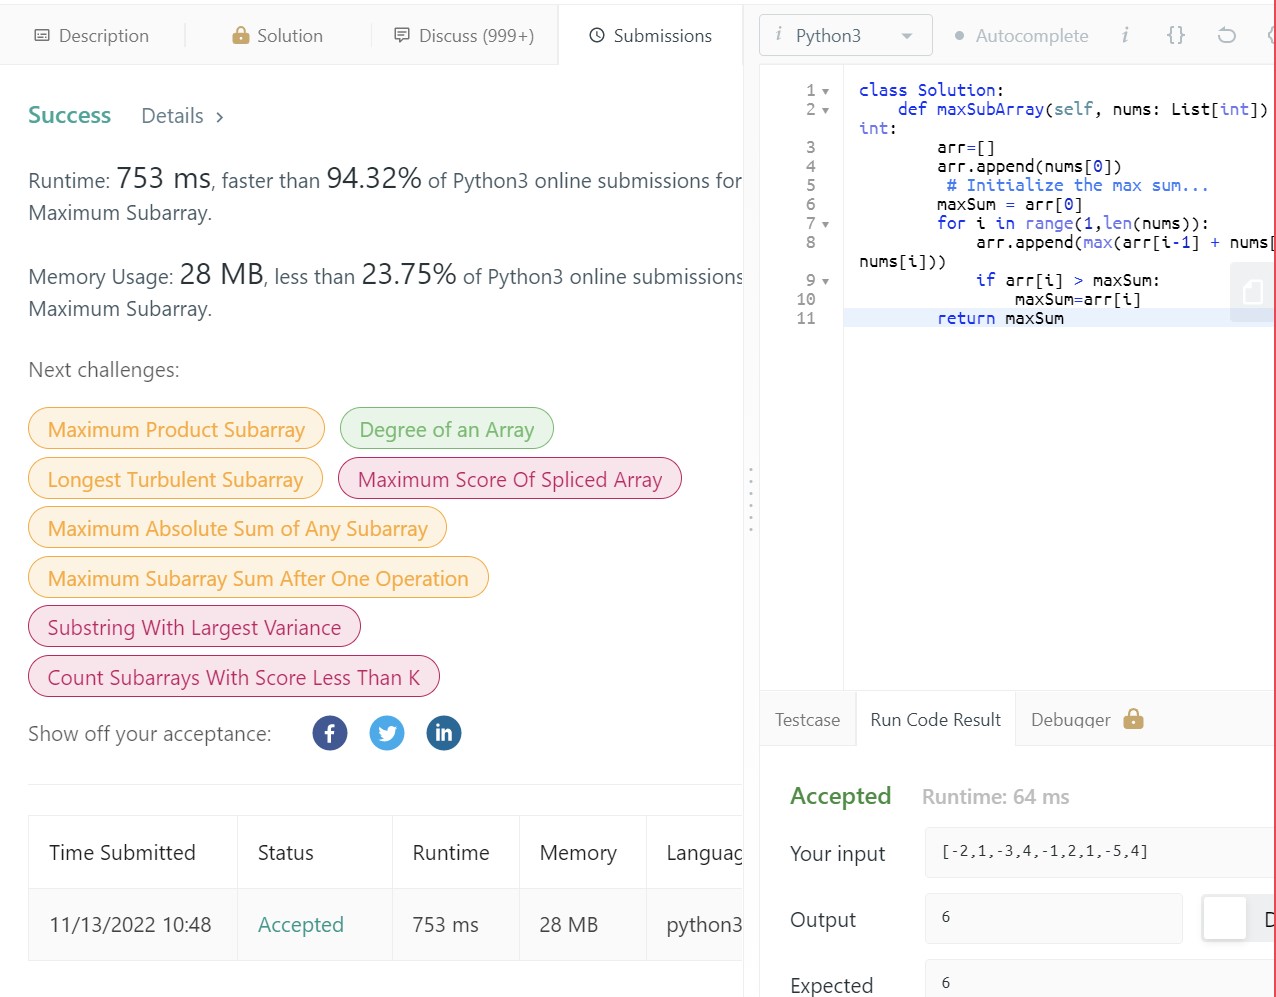 Description Solution Discuss (999+) Submissions
Success Details >
Runtime: 753 ms, faster than 94.32% of Python3 online submissions for
Maximum Subarray.
Memory Usage: 28 MB, less than 23.75% of Python3 online submissions
Maximum Subarray.
Next challenges:
Maximum Product Subarray Degree of an Array
Longest Turbulent Subarray Maximum Score Of Spliced Array
Maximum Absolute Sum of Any Subarray
Maximum Subarray Sum After One Operation
Substring With Largest Variance
Count Subarrays With Score Less Than K
Show off your acceptance: f in
Time Submitted Status Runtime Memory Languag
11/13/2022 10:48 Accepted 753 ms 28 MB python3
i Python3 Autocomplete i {}
1 class Solution:
2 def maxSubArray(self, nums: List[int])
int:
3 arr=[]
4 arr.append(nums[0])
5 # Initialize the max sum...
6 maxSum = arr[0]
7 for i in range(1,len(nums)):
8 arr.append(max(arr[i-1] + nums[
nums[i]))
9 if arr[i] > maxSum:
10 maxSum=arr[i]
11 return maxSum
Testcase Run Code Result Debugger
Accepted Runtime: 64 ms
Your input [-2,1,-3,4,-1,2,1,-5,4]
Output 6 D
Expected 6